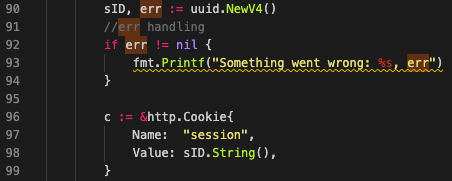 90 sID, err := uuid.NewV4()
91 //err handling
92 if err != nil {
93 fmt.Printf("Something went wrong: %s, err")
94 }
95
96 c := &http.Cookie{
97 Name: "session",
98 Value: sID.String(),
99